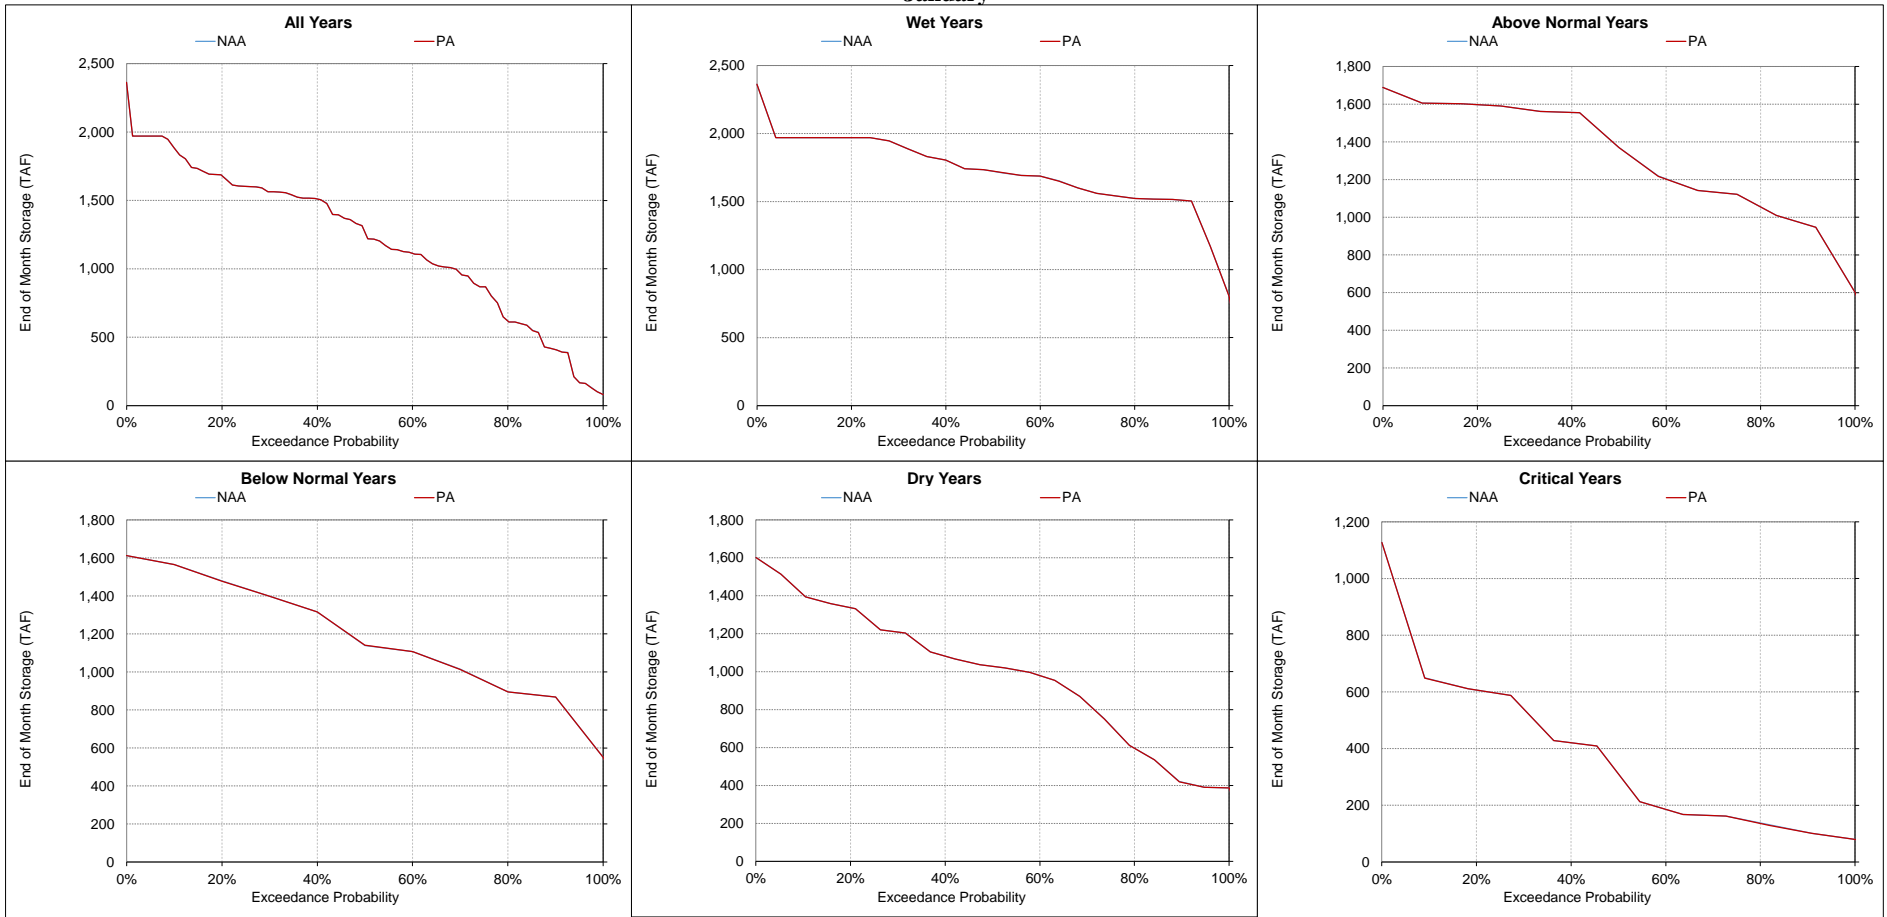 All Years
NAA PA
2,500
2,000
1,500
1,000
500
0
0% 20% 40% 60% 80% 100%
End of Month Storage (TAF)
Exceedance Probability
Wet Years
NAA PA
2,500
2,000
1,500
1,000
500
0
0% 20% 40% 60% 80% 100%
End of Month Storage (TAF)
Exceedance Probability
Above Normal Years
NAA PA
1,800
1,600
1,400
1,200
1,000
800
600
400
200
0
0% 20% 40% 60% 80% 100%
End of Month Storage (TAF)
Exceedance Probability
Below Normal Years
NAA PA
1,800
1,600
1,400
1,200
1,000
800
600
400
200
0
0% 20% 40% 60% 80% 100%
End of Month Storage (TAF)
Exceedance Probability
Dry Years
NAA PA
1,800
1,600
1,400
1,200
1,000
800
600
400
200
0
0% 20% 40% 60% 80% 100%
End of Month Storage (TAF)
Exceedance Probability
Critical Years
NAA PA
1,200
1,000
800
600
400
200
0
0% 20% 40% 60% 80% 100%
End of Month Storage (TAF)
Exceedance Probability